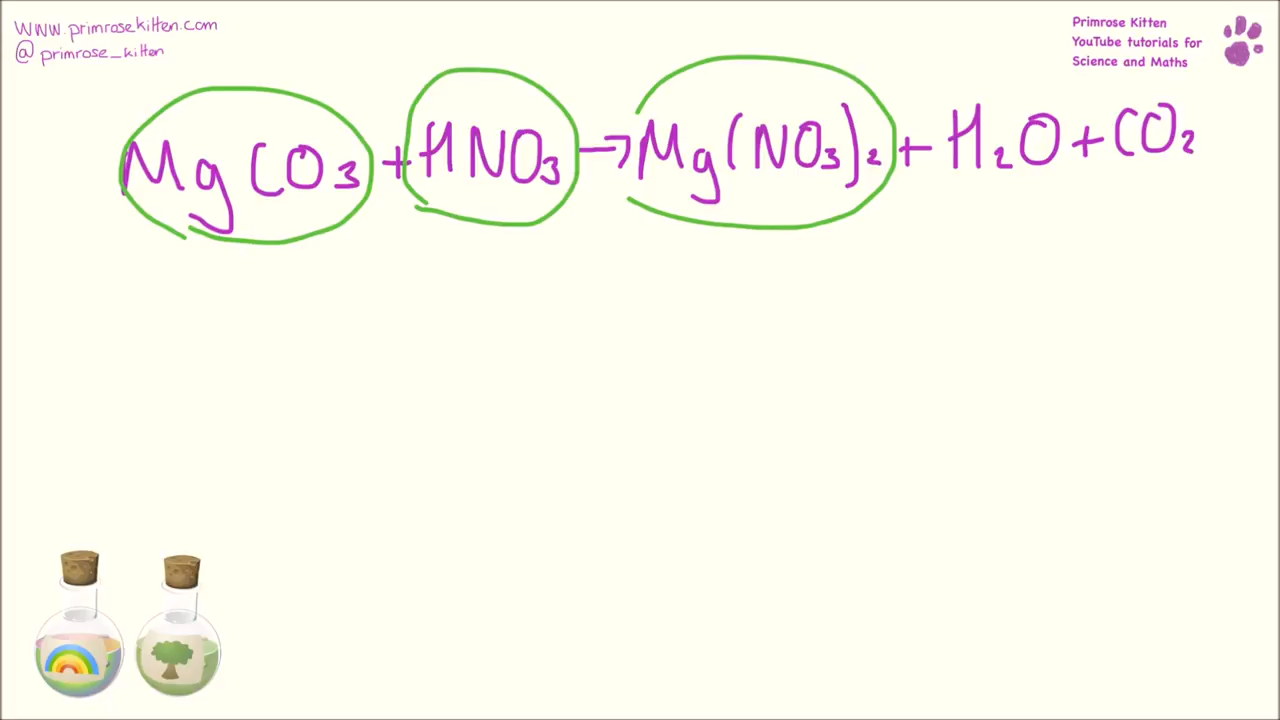 www.primrosekitten.com
@primrose_kitten
Primrose Kitten
YouTube tutorials for
Science and Maths
MgCO₃ + HNO₃ → Mg(NO₃)₂ + H₂O + CO₂